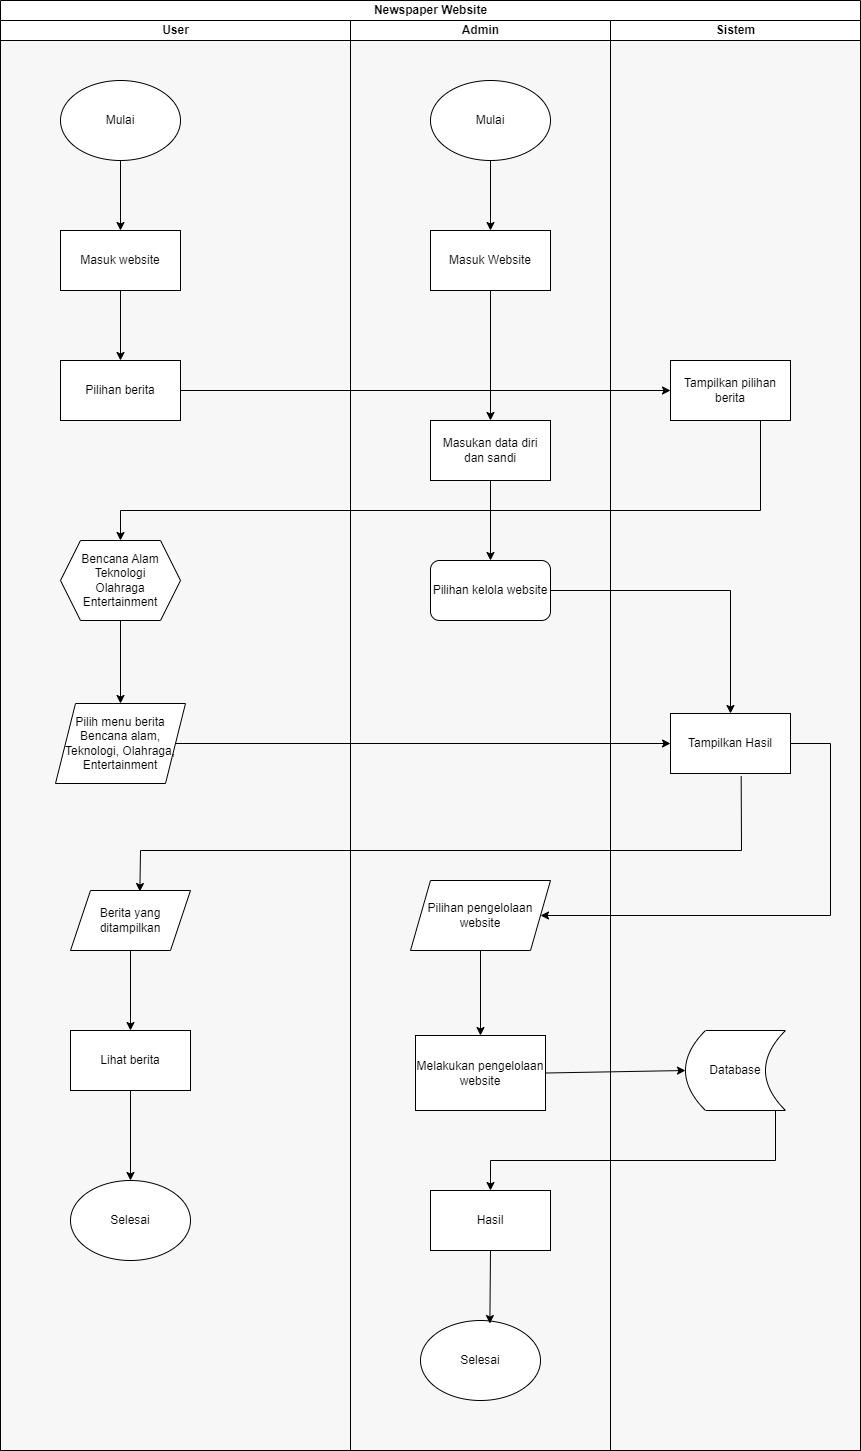 Newspaper Website
User
Admin
Sistem
Mulai
Mulai
Masuk website
Masuk Website
Pilihan berita
Tampilkan pilihan
berita
Masukan data diri
dan sandi
Bencana Alam
Teknologi
Olahraga
Entertainment
Pilihan kelola website
Pilih menu berita
Bencana alam,
Teknologi, Olahraga,
Entertainment
Tampilkan Hasil
Berita yang
ditampilkan
Pilihan pengelolaan
website
Lihat berita
Melakukan pengelolaan
website
Database
Selesai
Hasil
Selesai